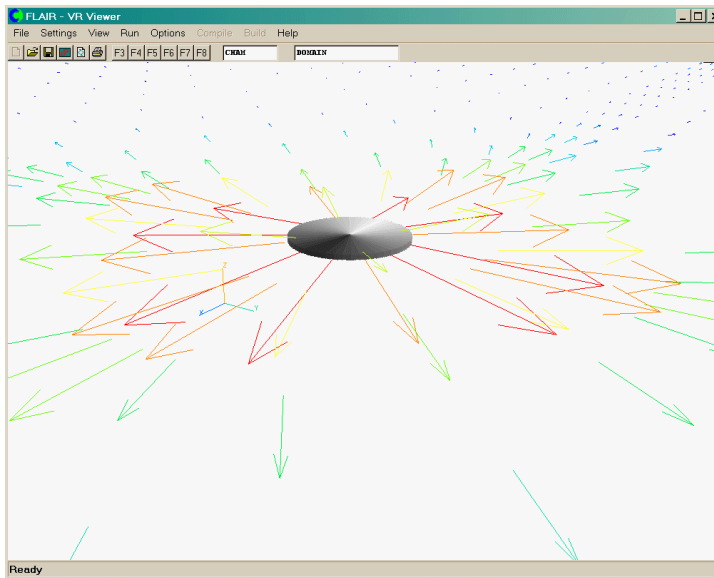 FLAIR - VR Viewer
File Settings View Run Options Compile Build Help
F3 F4 F5 F6 F7 F8 CHAM DOMAIN
Z
X Y
Ready